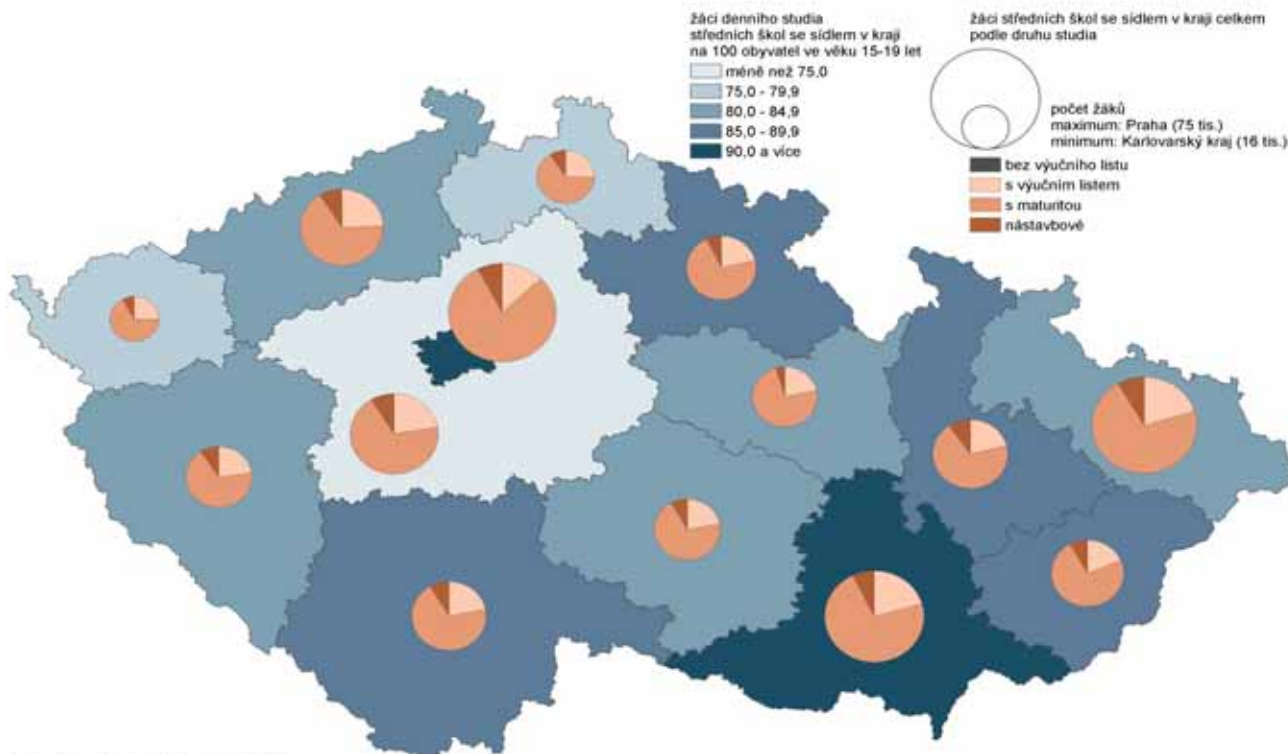 žáci denního studia
středních škol se sídlem v kraji
na 100 obyvatel ve věku 15-19 let
méně než 75,0
75,0 - 79,9
80,0 - 84,9
85,0 - 89,9
90,0 a více
žáci středních škol se sídlem v kraji celkem
podle druhu studia
počet žáků
maximum: Praha (75 tis.)
minimum: Karlovarský kraj (16 tis.)
bez výučního listu
s výučním listem
s maturitou
nástavbové